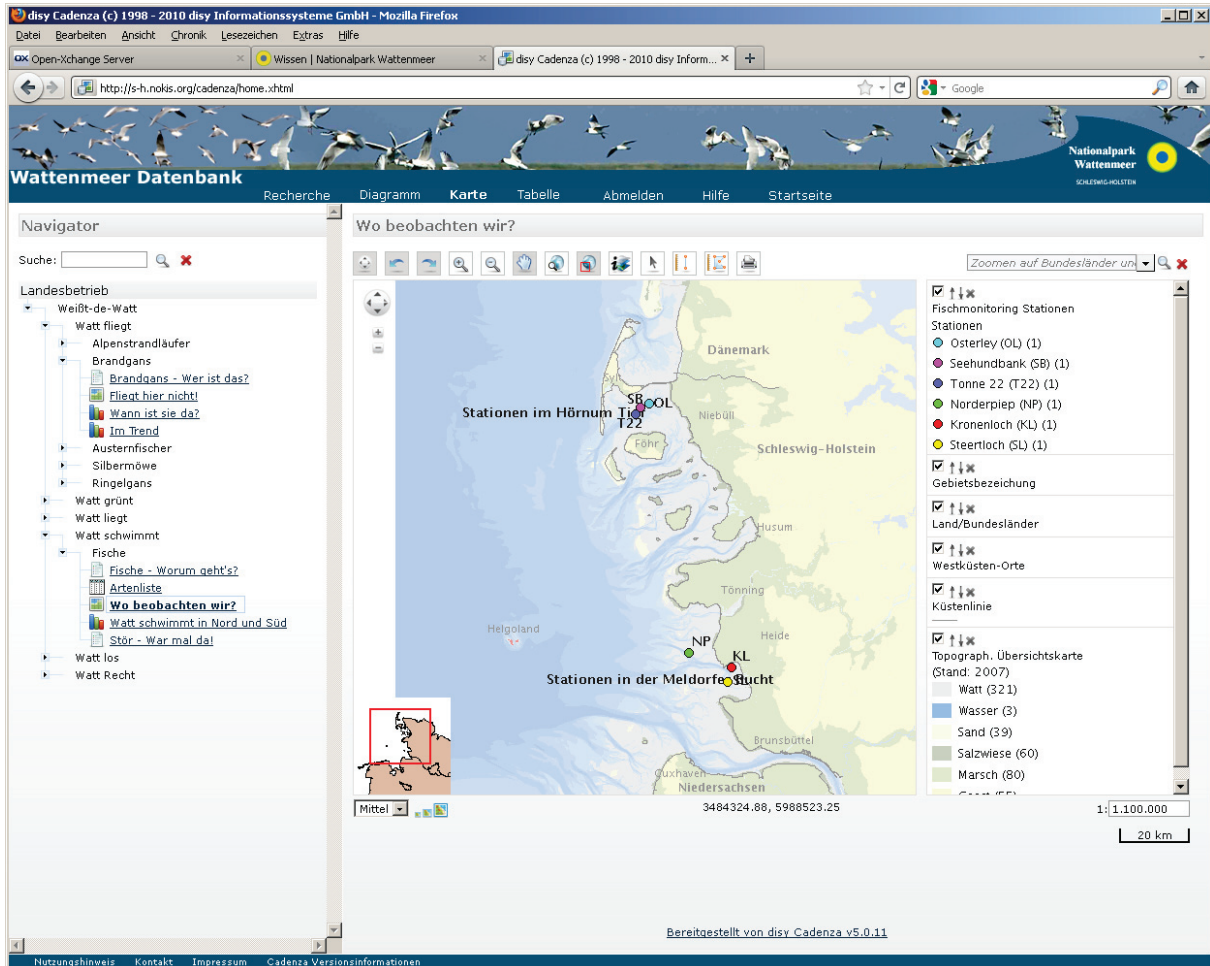 disy Cadenza (c) 1998 - 2010 disy Informationssysteme GmbH - Mozilla Firefox
Datei Bearbeiten Ansicht Chronik Lesezeichen Extras Hilfe
OX Open-Xchange Server
Wissen | Nationalpark Wattenmeer
disy Cadenza (c) 1998 - 2010 disy Inform...
http://s-h.nokis.org/cadenza/home.xhtml
Google
Nationalpark
Wattenmeer
SCHLESWIG-HOLSTEIN
Wattenmeer Datenbank
Recherche Diagramm Karte Tabelle Abmelden Hilfe Startseite
Navigator
Suche:
Landesbetrieb
Weißt-de-Watt
Watt fliegt
Alpenstrandläufer
Brandgans
Brandgans - Wer ist das?
Fliegt hier nicht!
Wann ist sie da?
Im Trend
Austernfischer
Silbermöwe
Ringelgans
Watt grünt
Watt liegt
Watt schwimmt
Fische
Fische - Worum geht's?
Artenliste
Wo beobachten wir?
Watt schwimmt in Nord und Süd
Stör - War mal da!
Watt los
Watt Recht
Wo beobachten wir?
Zoomen auf Bundesländer un
Dänemark
Sylt
SB OL
Stationen im Hörnum Tief
T22
Niebüll
Föhr
Schleswig-Holstein
Husum
Tönning
Helgoland
Heide
NP
KL
Stationen in der Meldorfer Bucht
SL
Brunsbüttel
Cuxhaven
Niedersachsen
Fischmonitoring Stationen
Stationen
Osterley (OL) (1)
Seehundbank (SB) (1)
Tonne 22 (T22) (1)
Norderpiep (NP) (1)
Kronenloch (KL) (1)
Steertloch (SL) (1)
Gebietsbezeichung
Land/Bundesländer
Westküsten-Orte
Küstenlinie
Topograph. Übersichtskarte
(Stand: 2007)
Watt (321)
Wasser (3)
Sand (39)
Salzwiese (60)
Marsch (80)
Mittel
3484324.88, 5988523.25
1: 1.100.000
20 km
Bereitgestellt von disy Cadenza v5.0.11
Nutzungshinweis Kontakt Impressum Cadenza Versionsinformationen